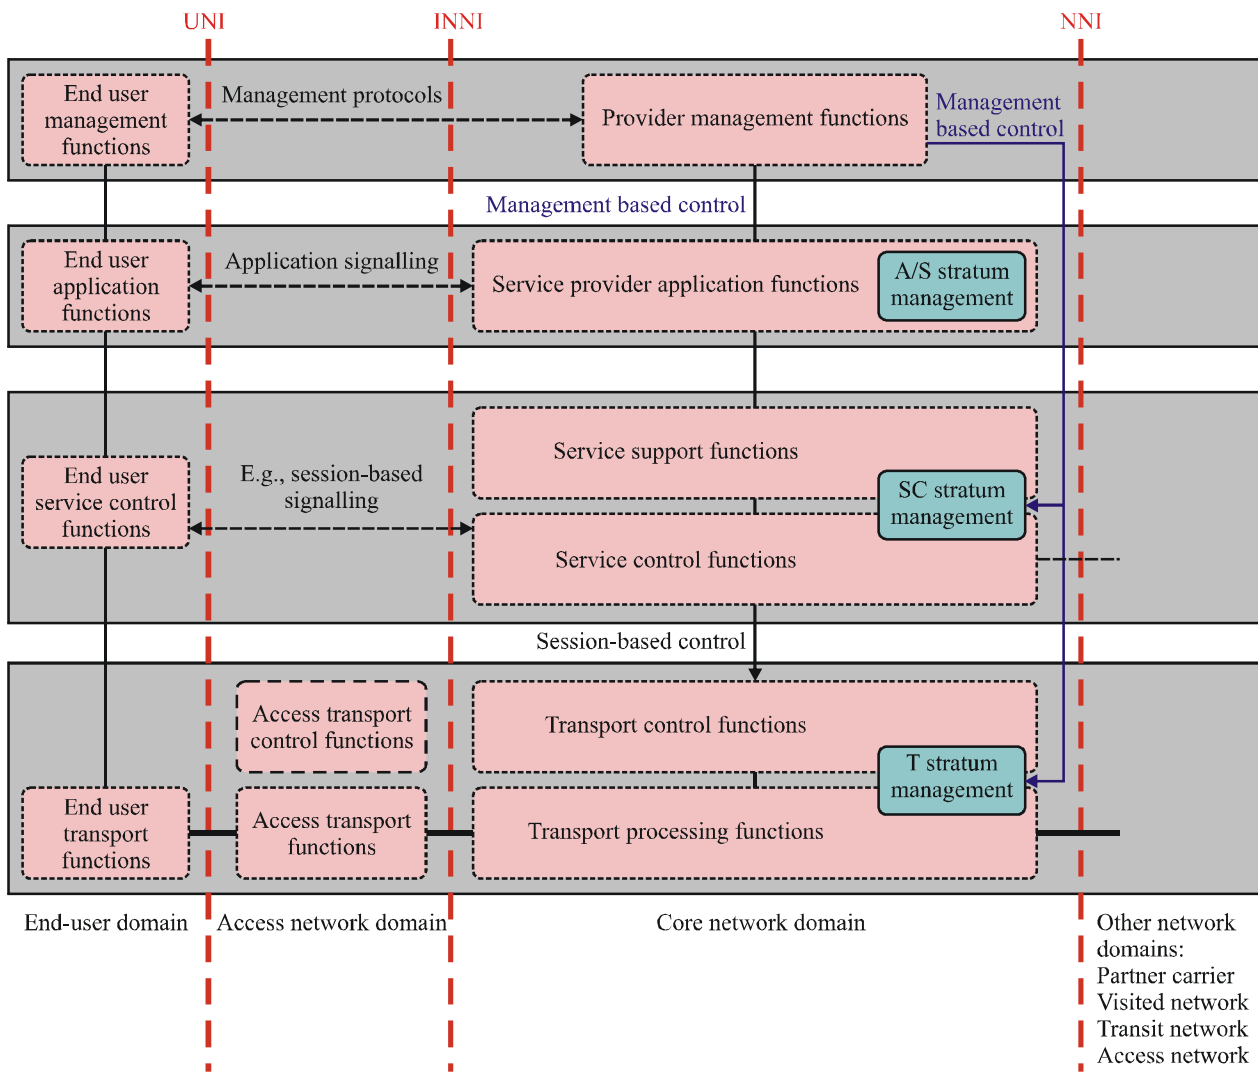 UNI
INNI
NNI
End user
management
functions
Management protocols
Provider management functions
Management
based control
Management based control
End user
application
functions
Application signalling
Service provider application functions
A/S stratum
management
Service support functions
End user
service control
functions
E.g., session-based
signalling
SC stratum
management
Service control functions
Session-based control
Access transport
control functions
Transport control functions
T stratum
management
End user
transport
functions
Access transport
functions
Transport processing functions
End-user domain
Access network domain
Core network domain
Other network
domains:
Partner carrier
Visited network
Transit network
Access network